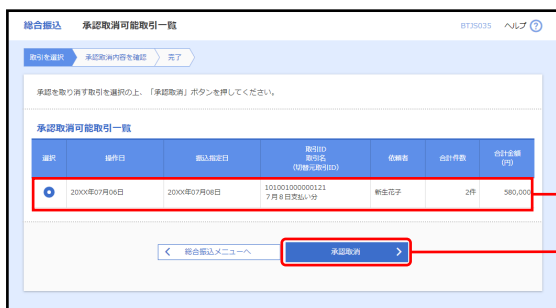 総合振込 承認取消可能取引一覧 BTJS035 ヘルプ ?
取引を選択 承認取消内容を確認 完了
承認を取り消す取引を選択の上、「承認取消」ボタンを押してください。
承認取消可能取引一覧
選択 操作日 振込指定日 取引ID 取引名 (切替元取引ID) 依頼者 合計件数 合計金額 (円)
20XX年07月06日 20XX年07月08日 101001000000121 7月8日支払い分 新生花子 2件 580,000
総合振込メニューへ 承認取消